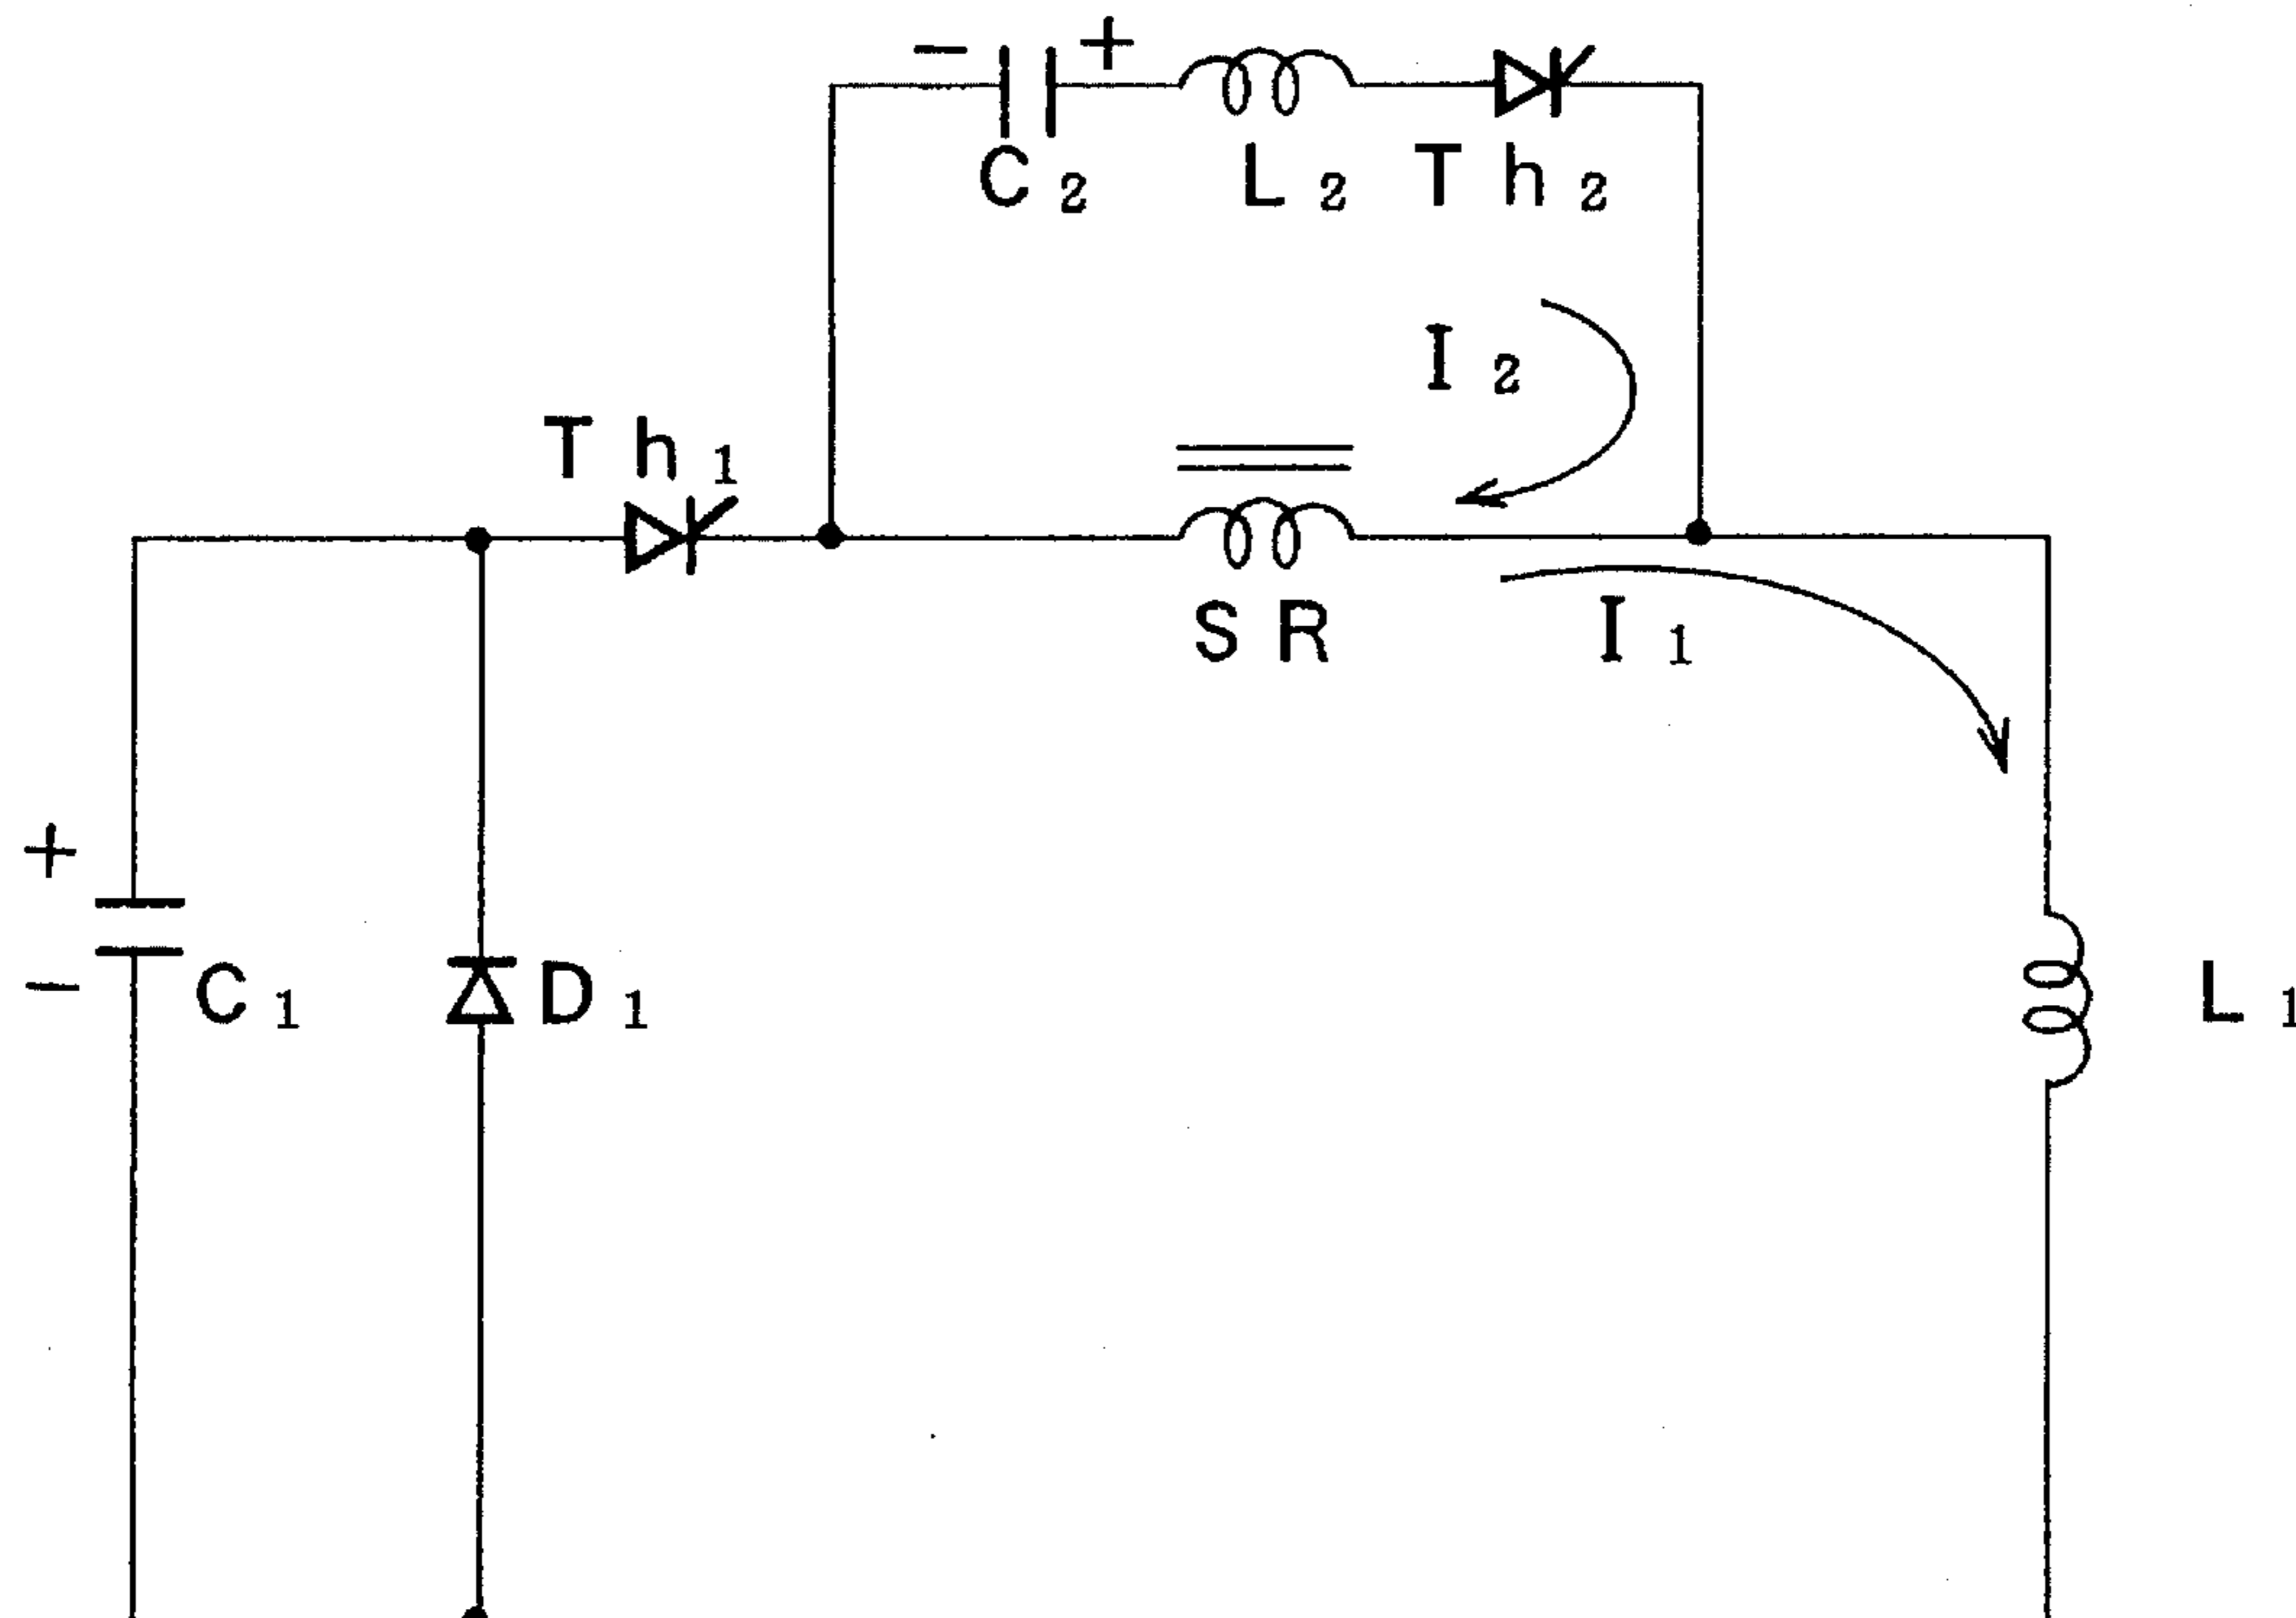 − +
C₂ L₂ Th₂
I₂
Th₁
SR I₁
+
−
C₁ D₁ L₁